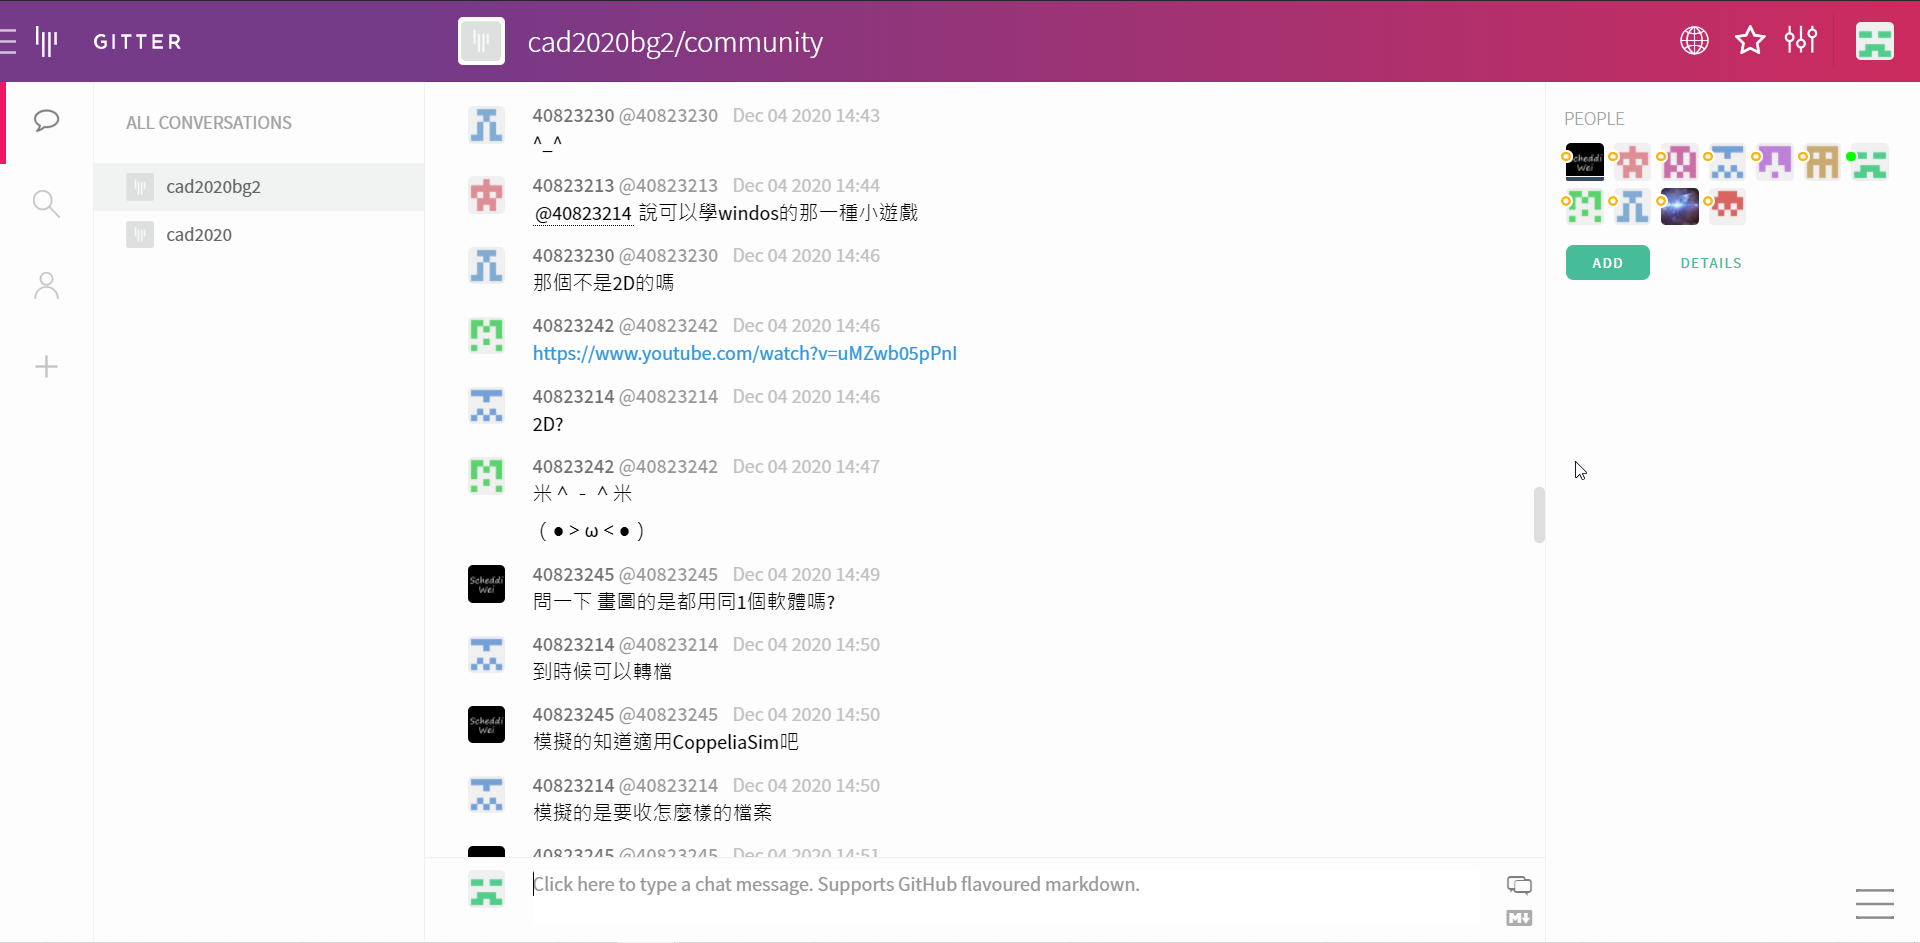 GITTER
cad2020bg2/community
ALL CONVERSATIONS
cad2020bg2
cad2020
40823230 @40823230 Dec 04 2020 14:43
^_^
40823213 @40823213 Dec 04 2020 14:44
@40823214 說可以學windos的那一種小遊戲
40823230 @40823230 Dec 04 2020 14:46
那個不是2D的嗎
40823242 @40823242 Dec 04 2020 14:46
https://www.youtube.com/watch?v=uMZwb05pPnI
40823214 @40823214 Dec 04 2020 14:46
2D?
40823242 @40823242 Dec 04 2020 14:47
米^ - ^米
( ●>ω<● )
40823245 @40823245 Dec 04 2020 14:49
問一下 畫圖的是都用同1個軟體嗎?
40823214 @40823214 Dec 04 2020 14:50
到時候可以轉檔
40823245 @40823245 Dec 04 2020 14:50
模擬的知道適用CoppeliaSim吧
40823214 @40823214 Dec 04 2020 14:50
模擬的是要收怎麼樣的檔案
40823245 @40823245 Dec 04 2020 14:51
Click here to type a chat message. Supports GitHub flavoured markdown.
PEOPLE
ADD
DETAILS
Scheddi
Wei